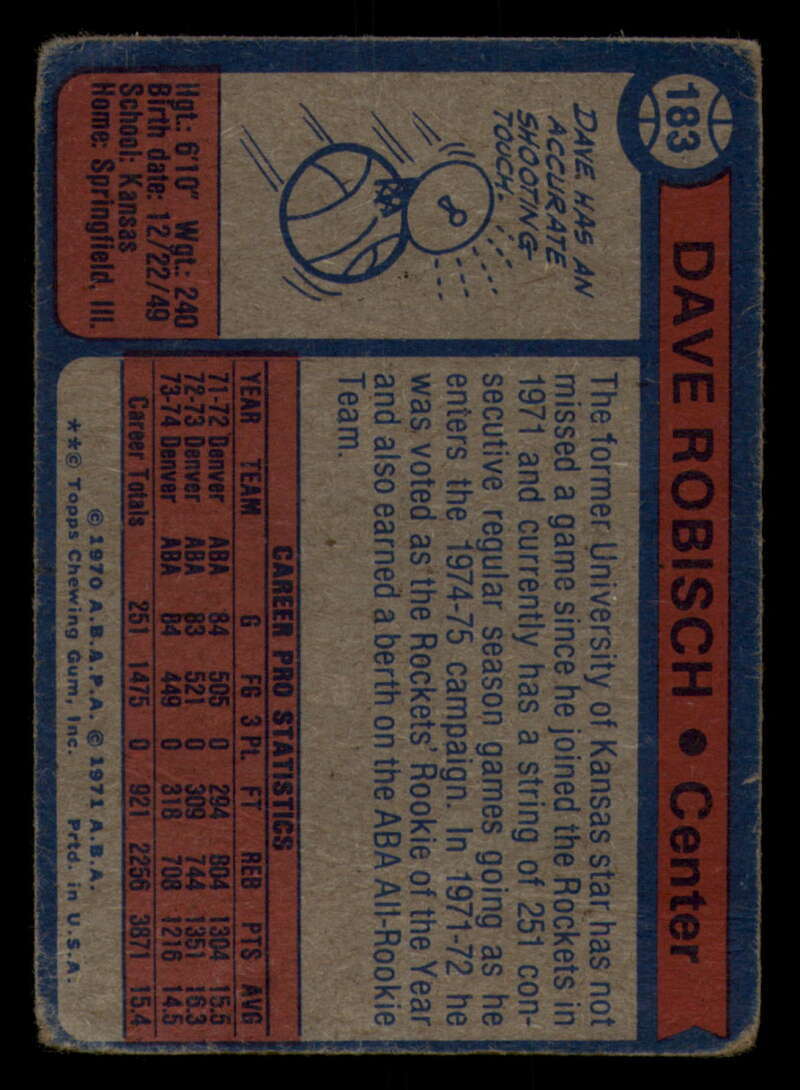 183
DAVE ROBISCH • Center
DAVE HAS AN
ACCURATE
SHOOTING
TOUCH.
Hgt.: 6'10" Wgt.: 240
Birth date: 12/22/49
School: Kansas
Home: Springfield, Ill.
The former University of Kansas star has not
missed a game since he joined the Rockets in
1971 and currently has a string of 251 con-
secutive regular season games going as he
enters the 1974-75 campaign. In 1971-72 he
was voted as the Rockets' Rookie of the Year
and also earned a berth on the ABA All-Rookie
Team.
CAREER PRO STATISTICS
YEAR TEAM G FG 3 Pt. FT REB PTS AVG
71-72 Denver ABA 84 505 0 294 804 1304 15.5
72-73 Denver ABA 83 521 0 309 744 1351 16.3
73-74 Denver ABA 84 449 0 318 708 1216 14.5
Career Totals 251 1475 0 921 2256 3871 15.4
© 1970 A.B.A.P.A. © 1971 A.B.A.
**© Topps Chewing Gum, Inc. Prtd. in U.S.A.